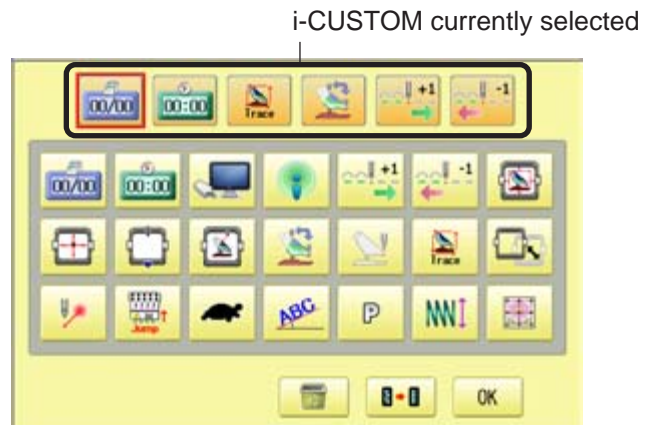 i-CUSTOM currently selected
00/00 00:00 Trace +1 -1
00/00 00:00 +1 -1
Trace
Jump ABC P
OK